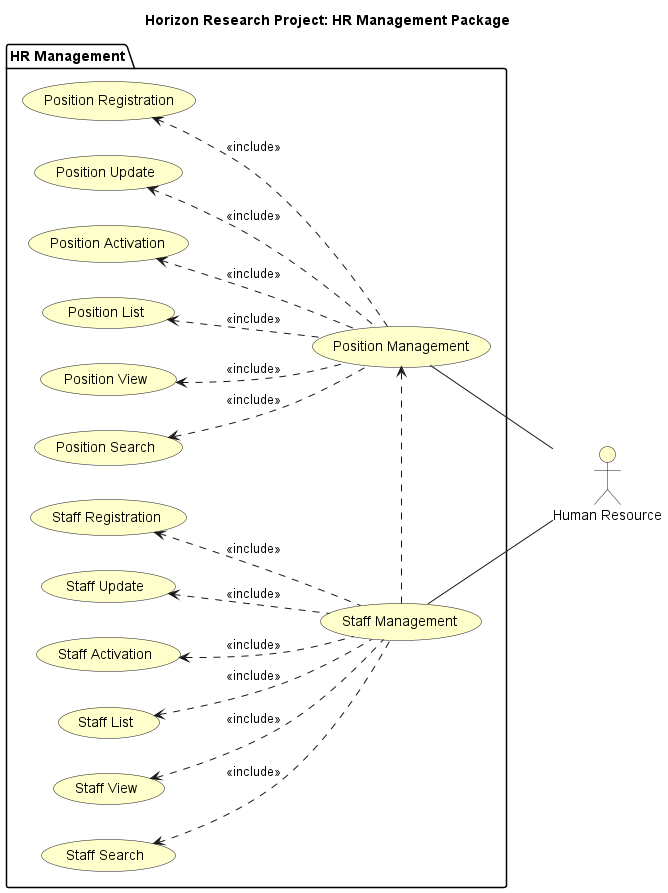 Horizon Research Project: HR Management Package
HR Management
Position Registration
«include»
Position Update
«include»
Position Activation
«include»
Position List
«include»
Position Management
Position View
«include»
«include»
Position Search
Human Resource
Staff Registration
«include»
Staff Update
«include»
Staff Management
Staff Activation
«include»
«include»
Staff List
«include»
Staff View
«include»
Staff Search